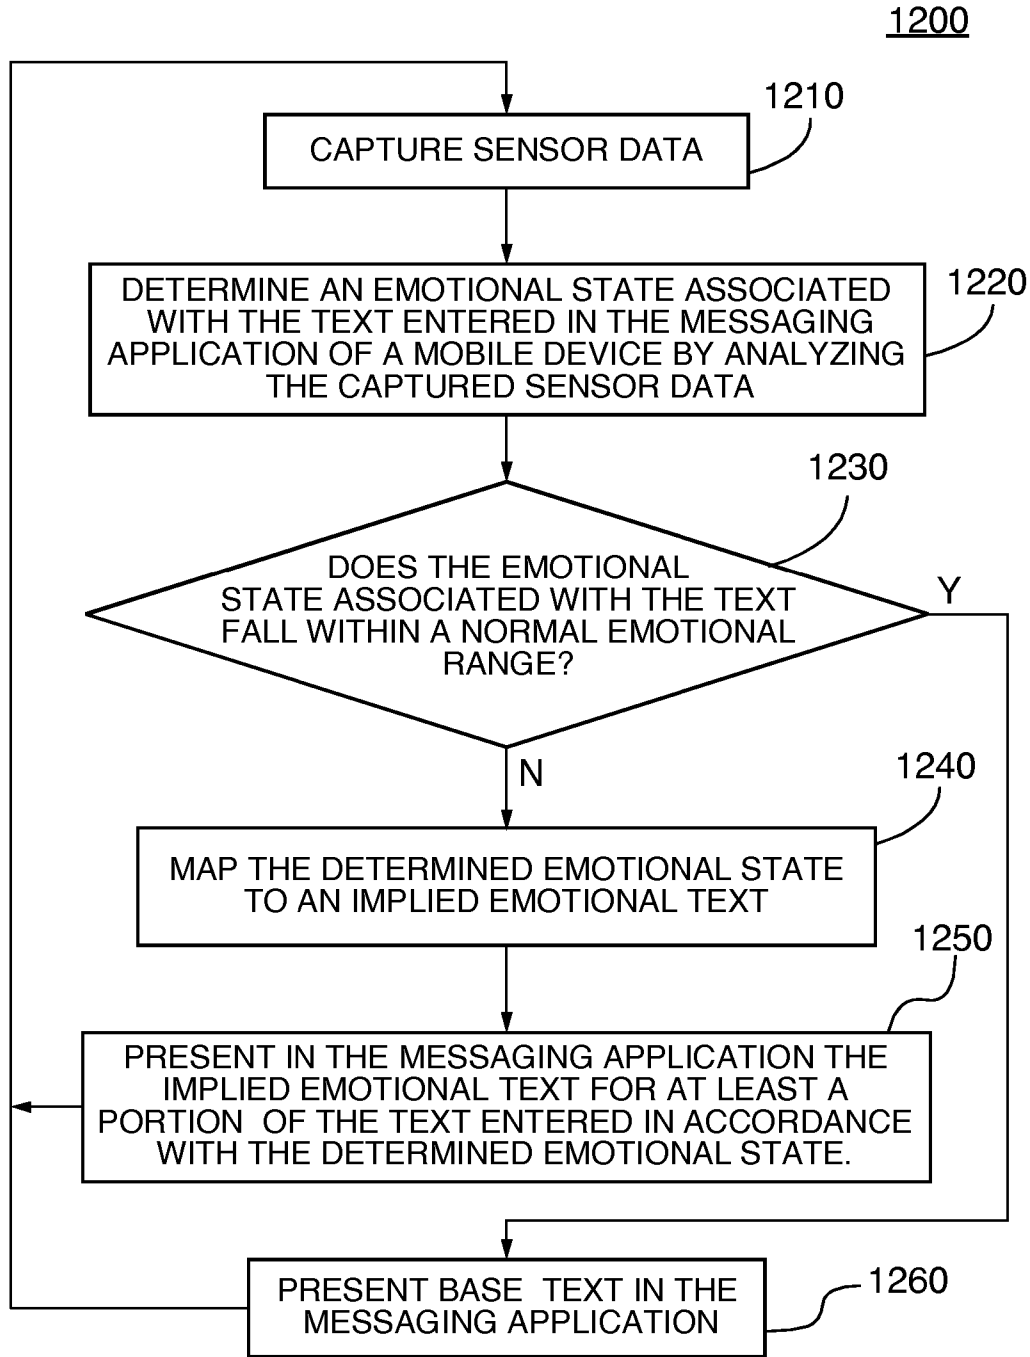 1200
1210
CAPTURE SENSOR DATA
1220
DETERMINE AN EMOTIONAL STATE ASSOCIATED
WITH THE TEXT ENTERED IN THE MESSAGING
APPLICATION OF A MOBILE DEVICE BY ANALYZING
THE CAPTURED SENSOR DATA
1230
DOES THE EMOTIONAL
STATE ASSOCIATED WITH THE TEXT
FALL WITHIN A NORMAL EMOTIONAL
RANGE?
Y
N
1240
MAP THE DETERMINED EMOTIONAL STATE
TO AN IMPLIED EMOTIONAL TEXT
1250
PRESENT IN THE MESSAGING APPLICATION THE
IMPLIED EMOTIONAL TEXT FOR AT LEAST A
PORTION OF THE TEXT ENTERED IN ACCORDANCE
WITH THE DETERMINED EMOTIONAL STATE.
1260
PRESENT BASE TEXT IN THE
MESSAGING APPLICATION